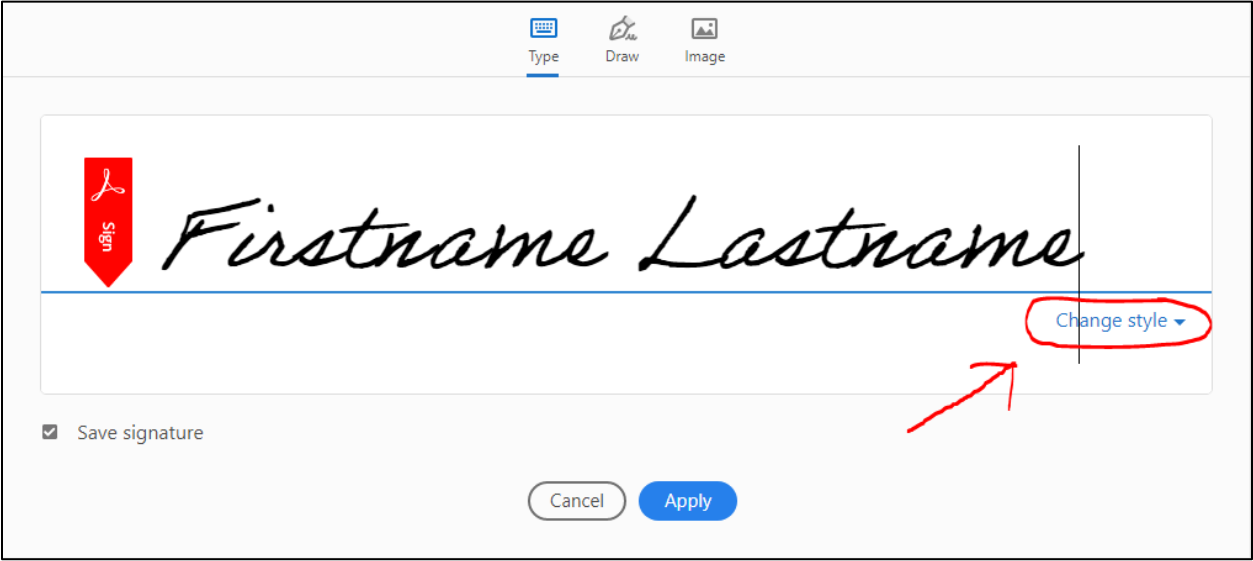 Type Draw Image
Sign
Firstname Lastname
Change style
Save signature
Cancel Apply